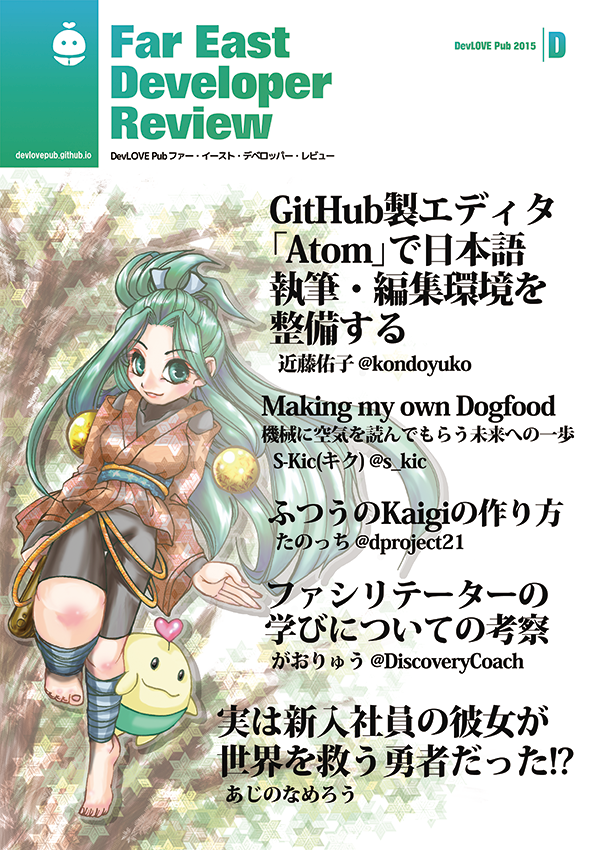 Far East
Developer
Review
DevLOVE Pub 2015
D
devlovepub.github.io
DevLOVE Pub ファー・イースト・デベロッパー・レビュー
GitHub製エディタ
「Atom」で日本語
執筆・編集環境を
整備する
近藤佑子 @kondoyuko
Making my own Dogfood
機械に空気を読んでもらう未来への一歩
S-Kic(キク) @s_kic
ふつうのKaigiの作り方
たのっち @dproject21
ファシリテーターの
学びについての考察
がおりゅう @DiscoveryCoach
実は新入社員の彼女が
世界を救う勇者だった!?
あじのなめろう